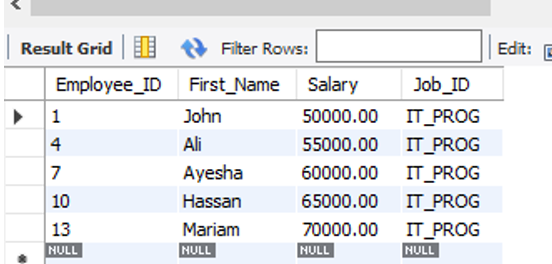 Result Grid Filter Rows: Edit:
Employee_ID First_Name Salary Job_ID
1 John 50000.00 IT_PROG
4 Ali 55000.00 IT_PROG
7 Ayesha 60000.00 IT_PROG
10 Hassan 65000.00 IT_PROG
13 Mariam 70000.00 IT_PROG
NULL NULL NULL NULL